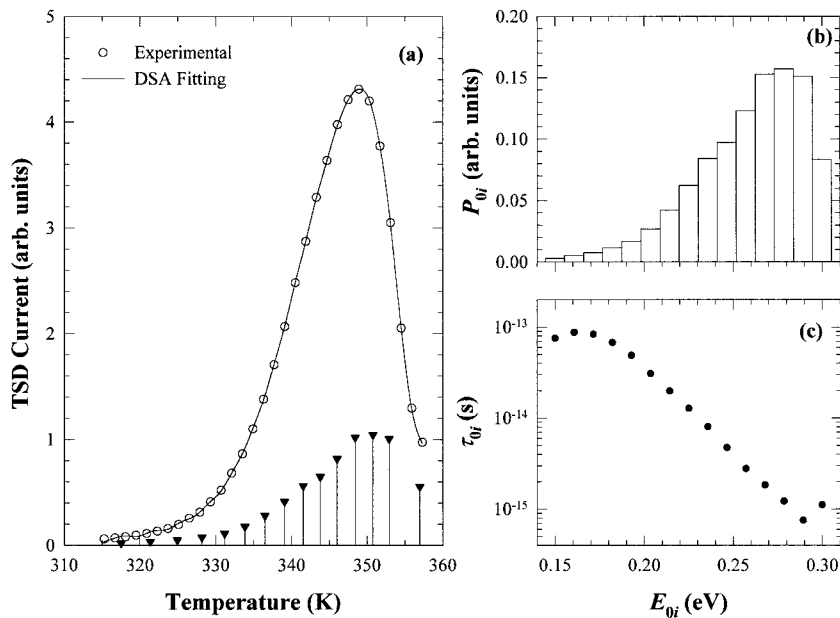 (a)
Experimental
DSA Fitting
TSD Current (arb. units)
5
4
3
2
1
0
310
320
330
340
350
360
Temperature (K)
(b)
P0i (arb. units)
0.20
0.15
0.10
0.05
0.00
(c)
τ0i (s)
10-13
10-14
10-15
0.15
0.20
0.25
0.30
E0i (eV)